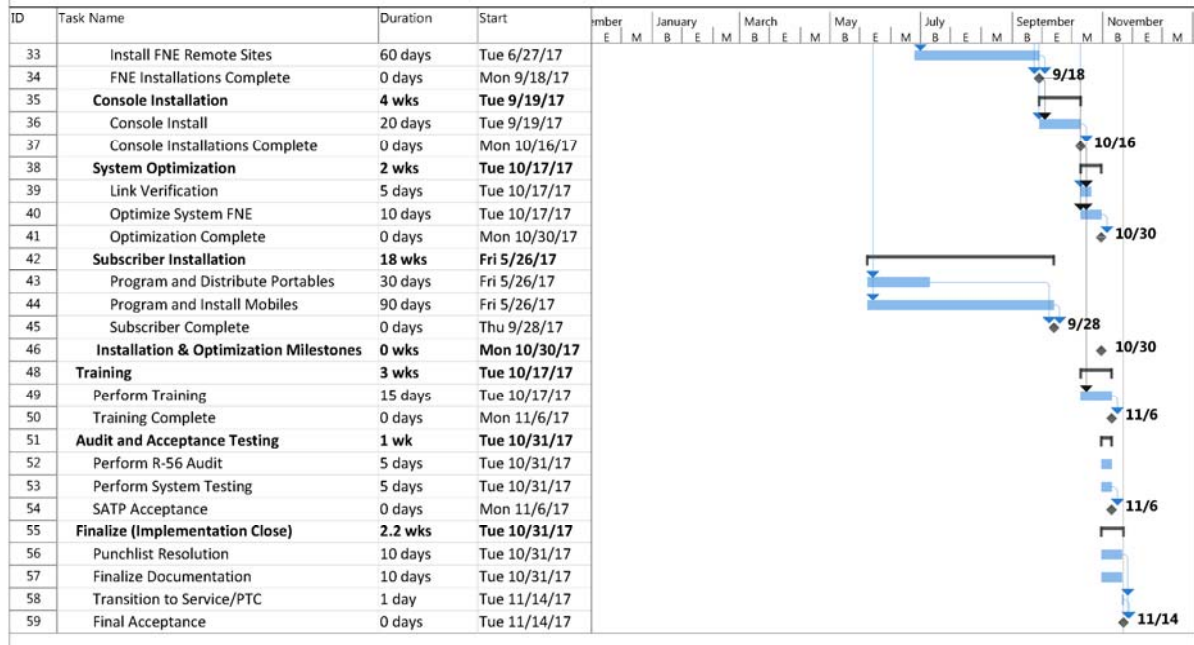 ID Task Name Duration Start ember January March May July September November
E M B E M B E M B E M B E M B E M B E M
33 Install FNE Remote Sites 60 days Tue 6/27/17
34 FNE Installations Complete 0 days Mon 9/18/17 9/18
35 Console Installation 4 wks Tue 9/19/17
36 Console Install 20 days Tue 9/19/17
37 Console Installations Complete 0 days Mon 10/16/17 10/16
38 System Optimization 2 wks Tue 10/17/17
39 Link Verification 5 days Tue 10/17/17
40 Optimize System FNE 10 days Tue 10/17/17
41 Optimization Complete 0 days Mon 10/30/17 10/30
42 Subscriber Installation 18 wks Fri 5/26/17
43 Program and Distribute Portables 30 days Fri 5/26/17
44 Program and Install Mobiles 90 days Fri 5/26/17
45 Subscriber Complete 0 days Thu 9/28/17 9/28
46 Installation & Optimization Milestones 0 wks Mon 10/30/17 10/30
48 Training 3 wks Tue 10/17/17
49 Perform Training 15 days Tue 10/17/17
50 Training Complete 0 days Mon 11/6/17 11/6
51 Audit and Acceptance Testing 1 wk Tue 10/31/17
52 Perform R-56 Audit 5 days Tue 10/31/17
53 Perform System Testing 5 days Tue 10/31/17
54 SATP Acceptance 0 days Mon 11/6/17 11/6
55 Finalize (Implementation Close) 2.2 wks Tue 10/31/17
56 Punchlist Resolution 10 days Tue 10/31/17
57 Finalize Documentation 10 days Tue 10/31/17
58 Transition to Service/PTC 1 day Tue 11/14/17
59 Final Acceptance 0 days Tue 11/14/17 11/14